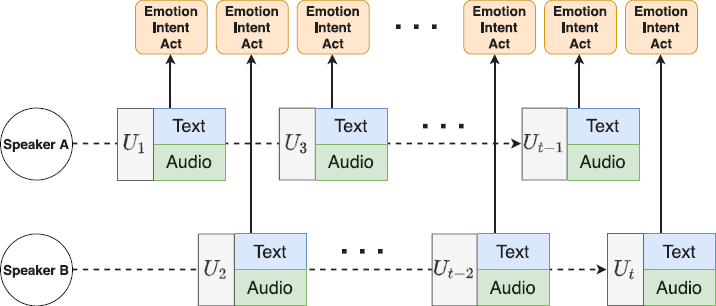 Emotion
Intent
Act
Emotion
Intent
Act
Emotion
Intent
Act
. . .
Emotion
Intent
Act
Emotion
Intent
Act
Emotion
Intent
Act
Speaker A
U_1
Text
Audio
U_3
Text
Audio
. . .
U_{t-1}
Text
Audio
Speaker B
U_2
Text
Audio
. . .
U_{t-2}
Text
Audio
U_t
Text
Audio